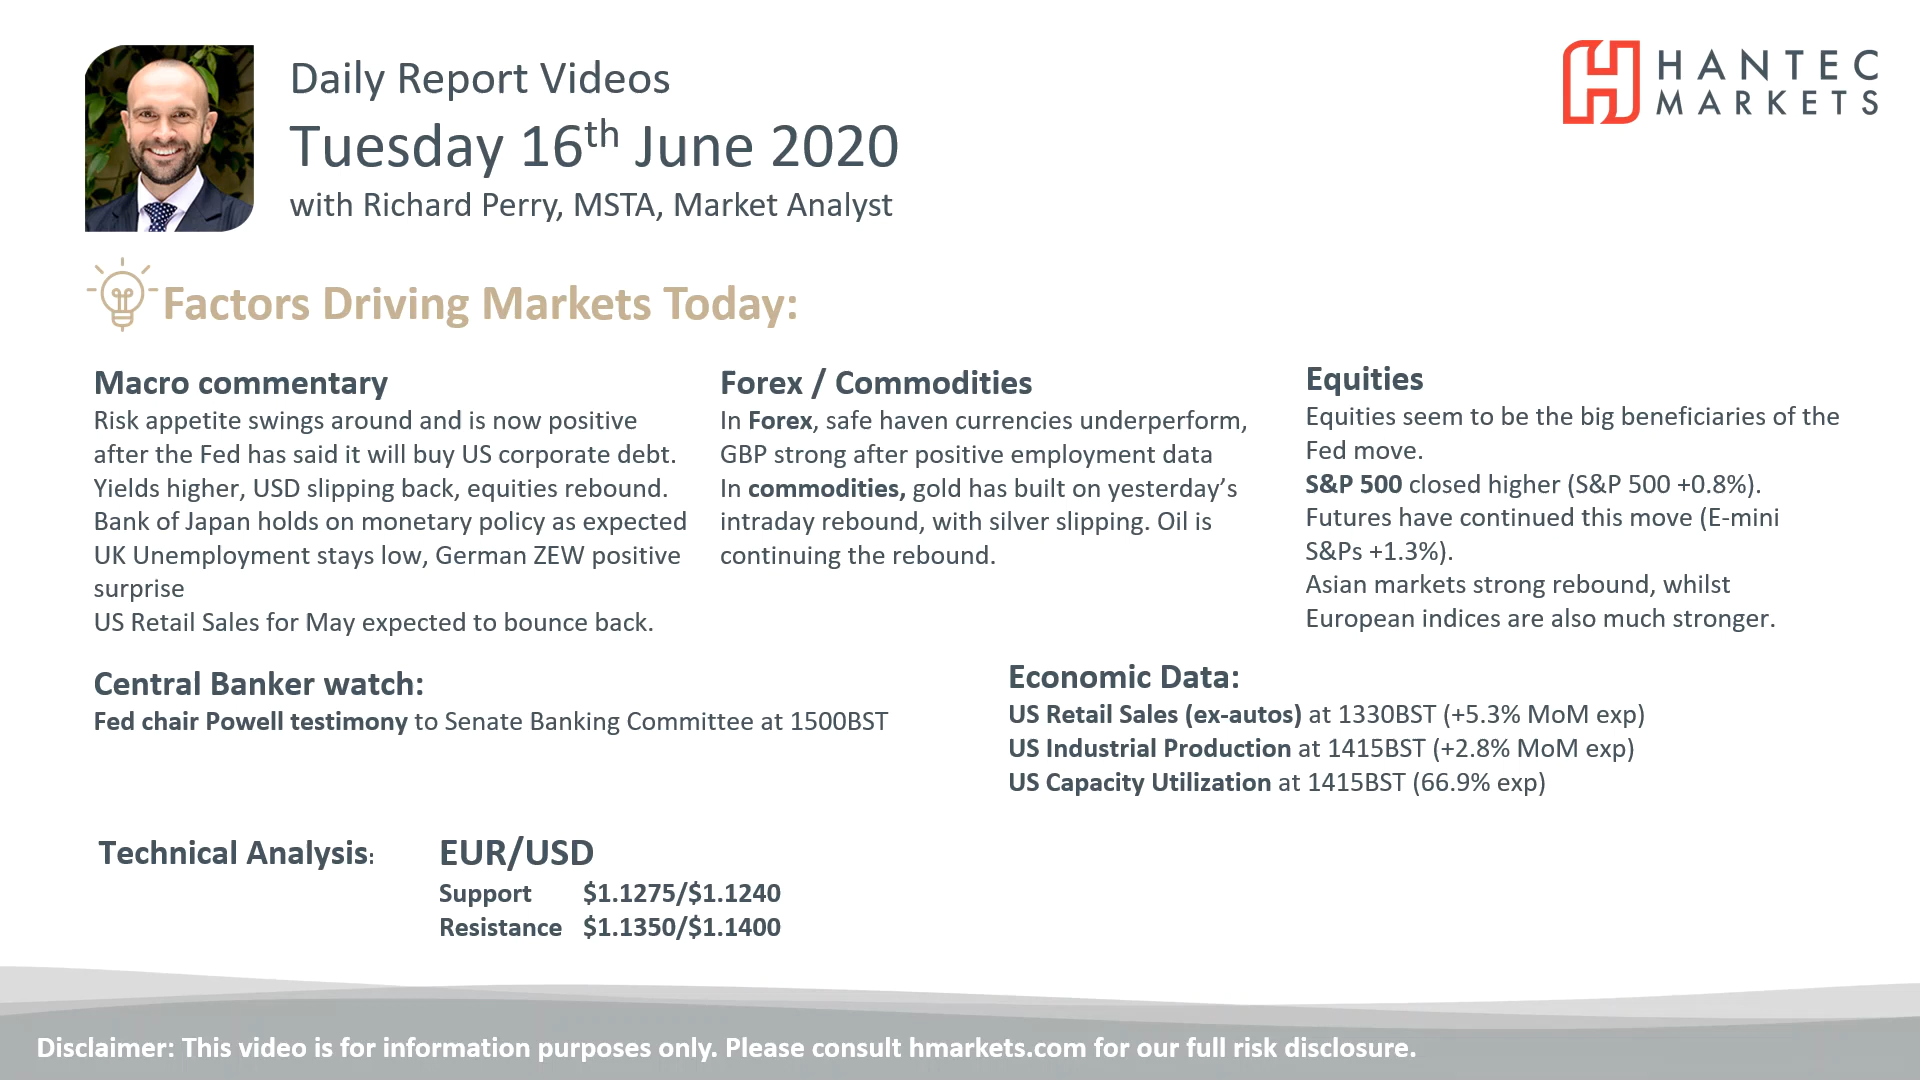 Daily Report Videos
Tuesday 16th June 2020
with Richard Perry, MSTA, Market Analyst
HANTEC
MARKETS
Factors Driving Markets Today:
Macro commentary
Risk appetite swings around and is now positive
after the Fed has said it will buy US corporate debt.
Yields higher, USD slipping back, equities rebound.
Bank of Japan holds on monetary policy as expected
UK Unemployment stays low, German ZEW positive
surprise
US Retail Sales for May expected to bounce back.
Forex / Commodities
In Forex, safe haven currencies underperform,
GBP strong after positive employment data
In commodities, gold has built on yesterday’s
intraday rebound, with silver slipping. Oil is
continuing the rebound.
Equities
Equities seem to be the big beneficiaries of the
Fed move.
S&P 500 closed higher (S&P 500 +0.8%).
Futures have continued this move (E-mini
S&Ps +1.3%).
Asian markets strong rebound, whilst
European indices are also much stronger.
Central Banker watch:
Fed chair Powell testimony to Senate Banking Committee at 1500BST
Economic Data:
US Retail Sales (ex-autos) at 1330BST (+5.3% MoM exp)
US Industrial Production at 1415BST (+2.8% MoM exp)
US Capacity Utilization at 1415BST (66.9% exp)
Technical Analysis:
EUR/USD
Support $1.1275/$1.1240
Resistance $1.1350/$1.1400
Disclaimer: This video is for information purposes only. Please consult hmarkets.com for our full risk disclosure.